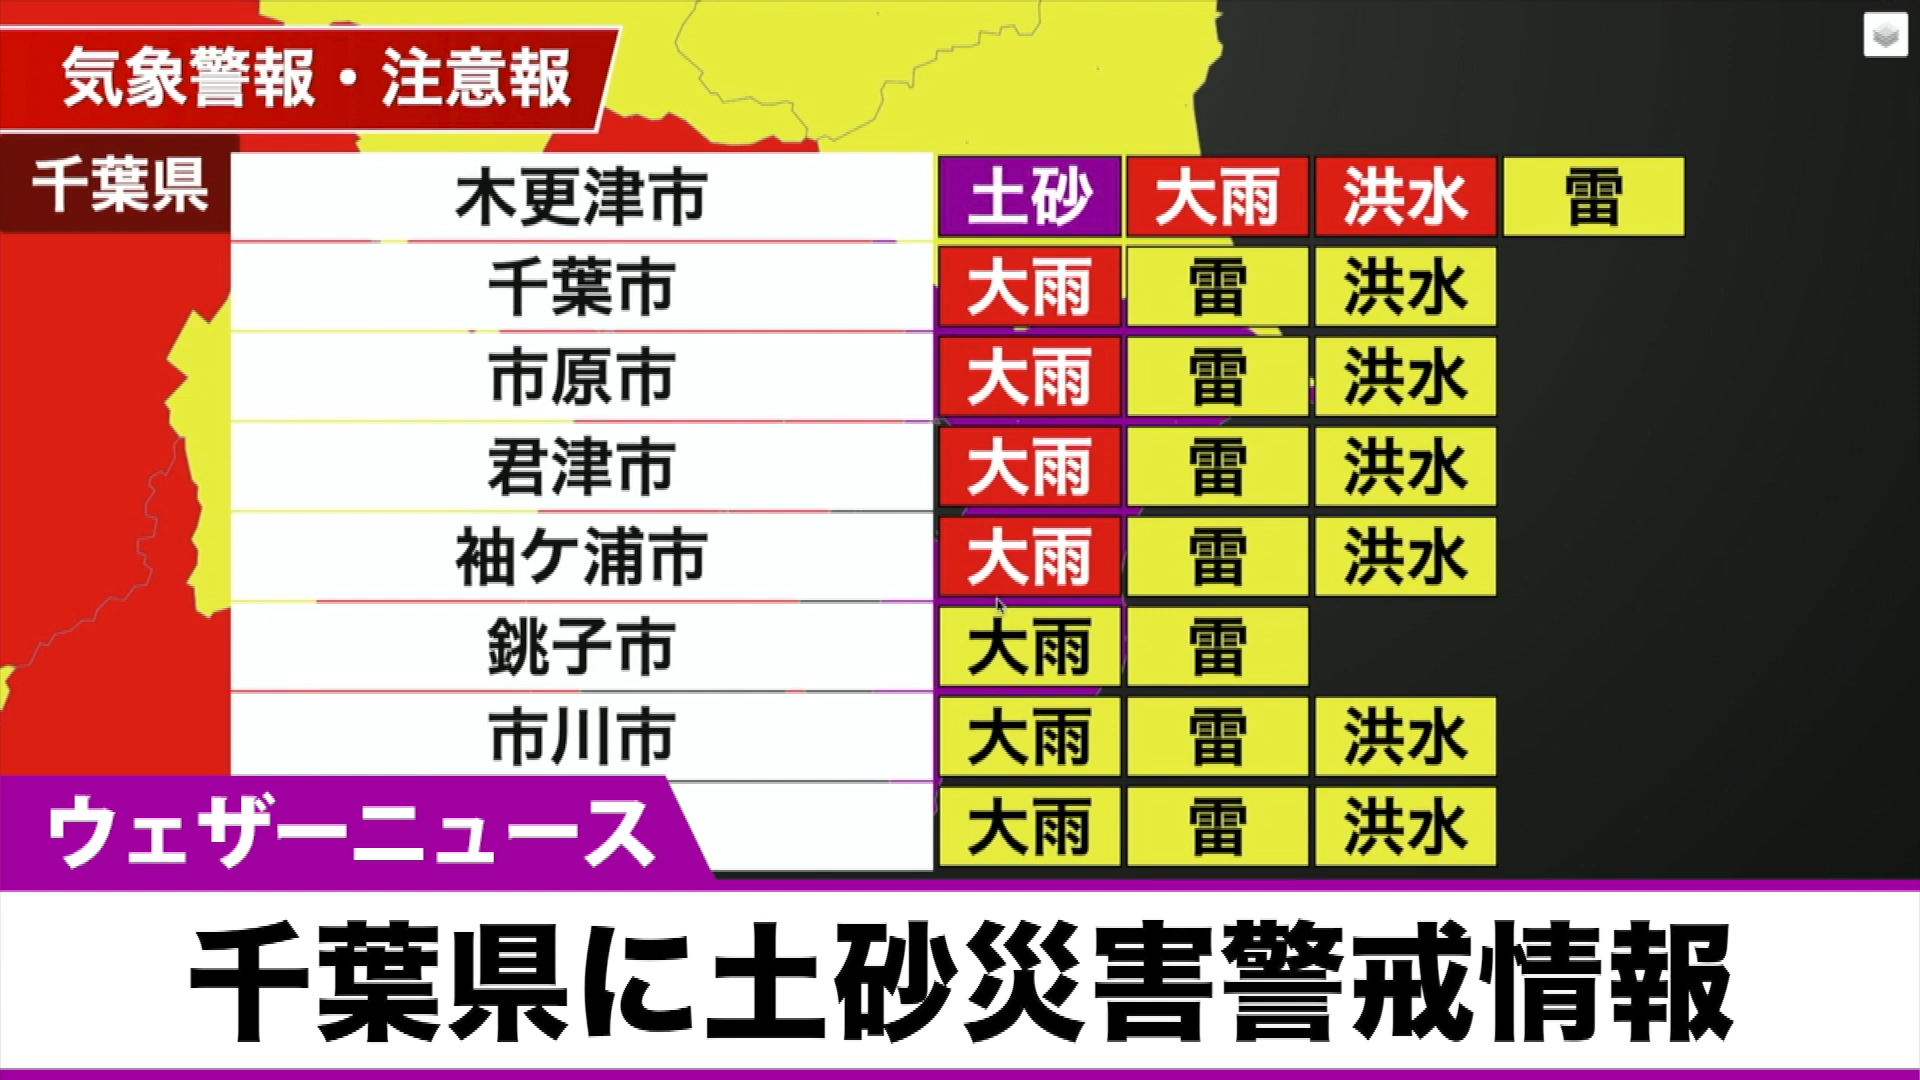 気象警報・注意報
千葉県
木更津市 土砂 大雨 洪水 雷
千葉市 大雨 雷 洪水
市原市 大雨 雷 洪水
君津市 大雨 雷 洪水
袖ケ浦市 大雨 雷 洪水
銚子市 大雨 雷
市川市 大雨 雷 洪水
大雨 雷 洪水
ウェザーニュース
千葉県に土砂災害警戒情報